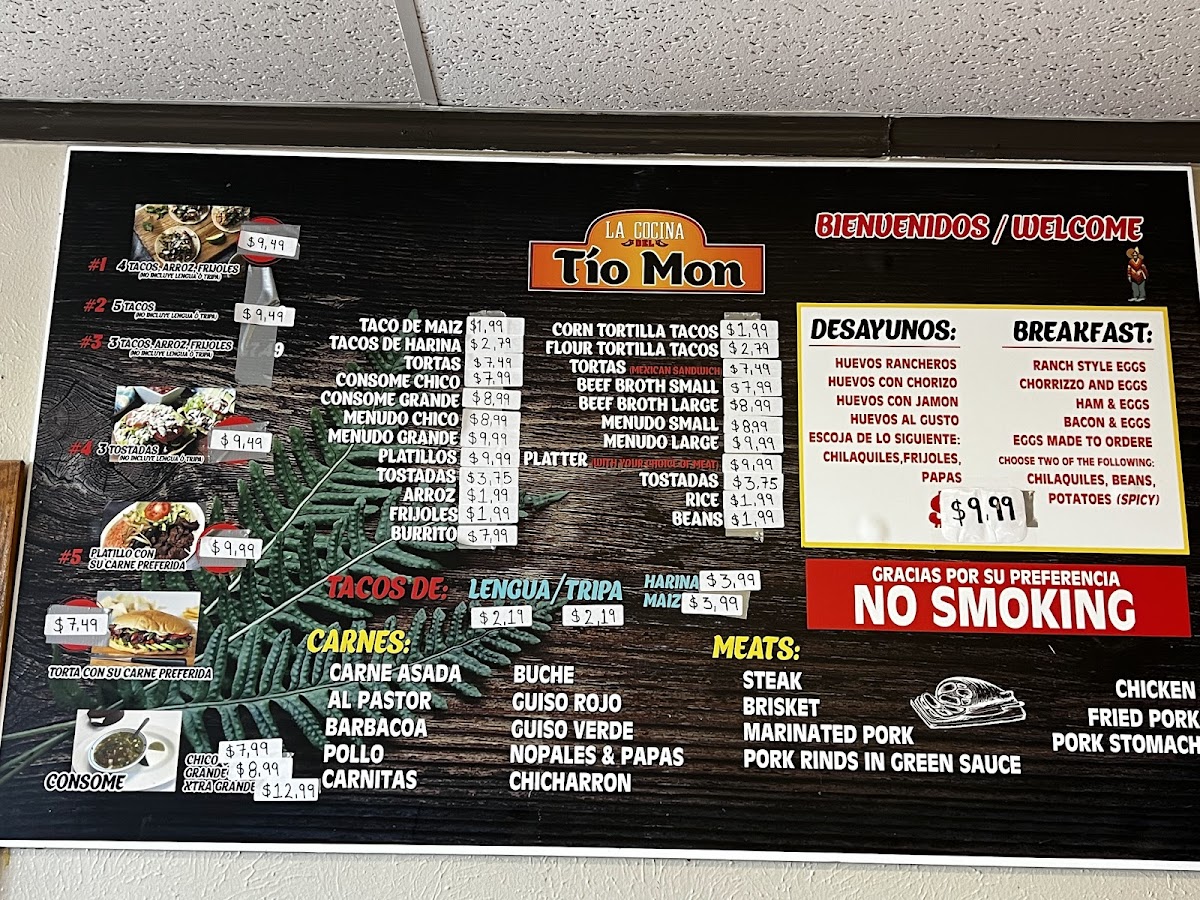 LA COCINA
DEL
Tío Mon
BIENVENIDOS / WELCOME
$9,49
#1 4 TACOS, ARROZ, FRIJOLES
(NO INCLUYE LENGUA Ó TRIPA)
#2 5 TACOS $9,49
(NO INCLUYE LENGUA Ó TRIPA)
#3 3 TACOS, ARROZ, FRIJOLES
(NO INCLUYE LENGUA Ó TRIPA)
#4 3 TOSTADAS $9,49
(NO INCLUYE LENGUA Ó TRIPA)
#5 PLATILLO CON $9,99
SU CARNE PREFERIDA
$7,49
TORTA CON SU CARNE PREFERIDA
CONSOME
CHICO $7,99
GRANDE $8,99
XTRA GRANDE $12,99
TACO DE MAIZ $1,99
TACOS DE HARINA $2,79
TORTAS $7,49
CONSOME CHICO $7,99
CONSOME GRANDE $8,99
MENUDO CHICO $8,99
MENUDO GRANDE $9,99
PLATILLOS $9,99
TOSTADAS $3,75
ARROZ $1,99
FRIJOLES $1,99
BURRITO $7,99
CORN TORTILLA TACOS $1,99
FLOUR TORTILLA TACOS $2,79
TORTAS (MEXICAN SANDWICH) $7,49
BEEF BROTH SMALL $7,99
BEEF BROTH LARGE $8,99
MENUDO SMALL $8,99
MENUDO LARGE $9,99
PLATTER (WITH YOUR CHOICE OF MEAT) $9,99
TOSTADAS $3,75
RICE $1,99
BEANS $1,99
TACOS DE: LENGUA/TRIPA
$2,19 $2,19
HARINA $3,99
MAIZ $3,99
CARNES:
CARNE ASADA
AL PASTOR
BARBACOA
POLLO
CARNITAS
BUCHE
GUISO ROJO
GUISO VERDE
NOPALES & PAPAS
CHICHARRON
MEATS:
STEAK
BRISKET
MARINATED PORK
PORK RINDS IN GREEN SAUCE
CHICKEN
FRIED PORK
PORK STOMACH
DESAYUNOS:
HUEVOS RANCHEROS
HUEVOS CON CHORIZO
HUEVOS CON JAMON
HUEVOS AL GUSTO
ESCOJA DE LO SIGUIENTE:
CHILAQUILES,FRIJOLES,
PAPAS
BREAKFAST:
RANCH STYLE EGGS
CHORRIZZO AND EGGS
HAM & EGGS
BACON & EGGS
EGGS MADE TO ORDERE
CHOOSE TWO OF THE FOLLOWING:
CHILAQUILES, BEANS,
POTATOES (SPICY)
$ $9,99
GRACIAS POR SU PREFERENCIA
NO SMOKING